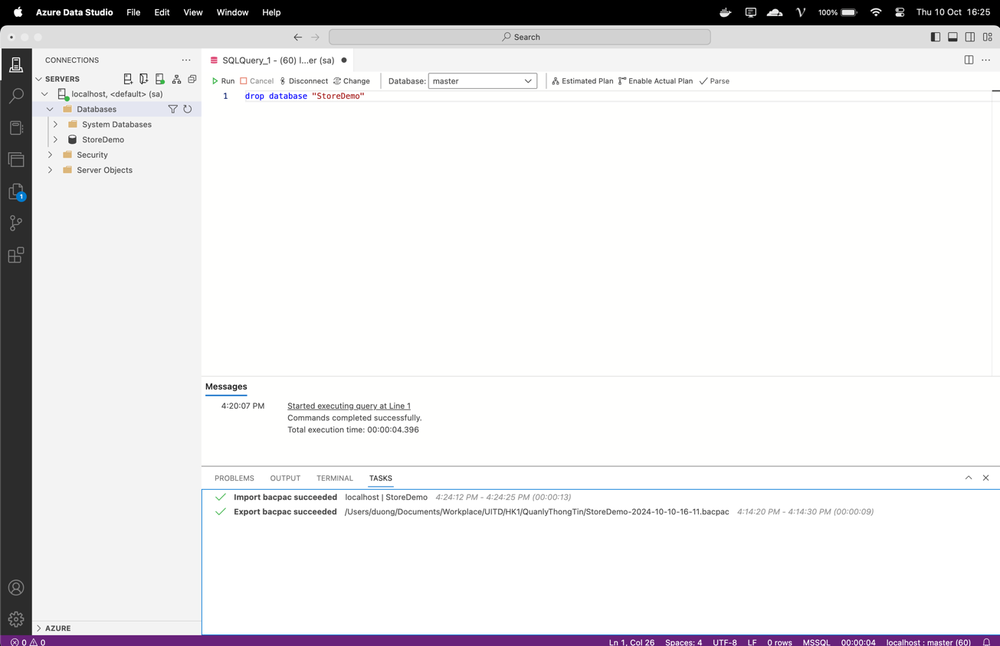 Azure Data Studio File Edit View Window Help 100% Thu 10 Oct 16:25
Search
CONNECTIONS
SERVERS
localhost, <default> (sa)
Databases
System Databases
StoreDemo
Security
Server Objects
AZURE
SQLQuery_1 - (60) l...er (sa)
Run Cancel Disconnect Change Database: master Estimated Plan Enable Actual Plan Parse
1 drop database "StoreDemo"
Messages
4:20:07 PM Started executing query at Line 1
Commands completed successfully.
Total execution time: 00:00:04.396
PROBLEMS OUTPUT TERMINAL TASKS
Import bacpac succeeded localhost | StoreDemo 4:24:12 PM - 4:24:25 PM (00:00:13)
Export bacpac succeeded /Users/duong/Documents/Workplace/UITD/HK1/QuanlyThongTin/StoreDemo-2024-10-10-16-11.bacpac 4:14:20 PM - 4:14:30 PM (00:00:09)
1
0 0 Ln 1, Col 26 Spaces: 4 UTF-8 LF 0 rows MSSQL 00:00:04 localhost : master (60)